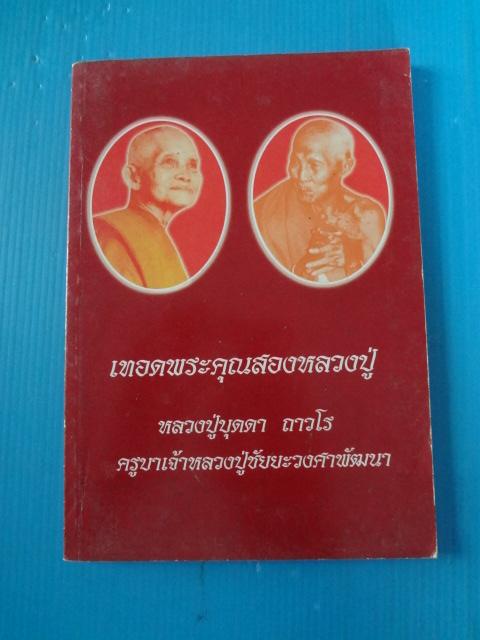 เทอดพระคุณสองหลวงปู่
หลวงปู่บุดดา ถาวโร
ครูบาเจ้าหลวงปู่ชัยยะวงศาพัฒนา